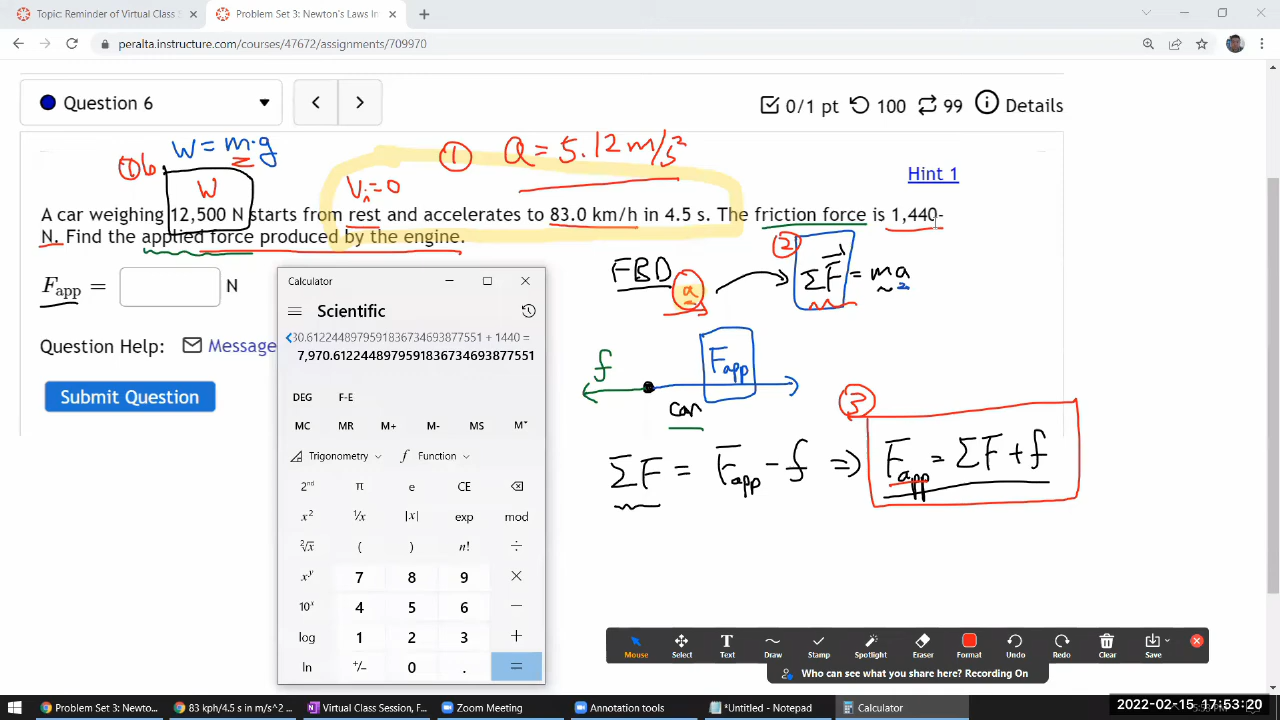 Topic: Reminder of Virtual Class S
Problem Set 3: Newton's Laws In
peralta.instructure.com/courses/47672/assignments/709970
Question 6
0/1 pt 100 99 Details
W = m·g
① a = 5.12 m/s²
①b
W
Vi = 0
Hint 1
A car weighing 12,500 N starts from rest and accelerates to 83.0 km/h in 4.5 s. The friction force is 1,440-
N. Find the applied force produced by the engine.
FBD a ② ΣF = ma
Fapp = N
Question Help: Message
Submit Question
f Fapp
car
③
ΣF = Fapp - f ⇒ Fapp = ΣF + f
Calculator
Scientific
30.6122448979591836734693877551 + 1440 =
7,970.6122448979591836734693877551
DEG F-E
MC MR M+ M- MS M˅
Trigonometry f Function
2ⁿᵈ π e CE
x² ¹/x |x| exp mod
²√x ( ) n! ÷
xʸ 7 8 9 ×
10ˣ 4 5 6 −
log 1 2 3 +
ln +/- 0 . =
Mouse Select Text Draw Stamp Spotlight Eraser Format Undo Redo Clear Save
Who can see what you share here? Recording On
Problem Set 3: Newto...
83 kph/4.5 s in m/s^2 ...
Virtual Class Session, F...
Zoom Meeting
Annotation tools
*Untitled - Notepad
Calculator
2022-02-15 17:53:20